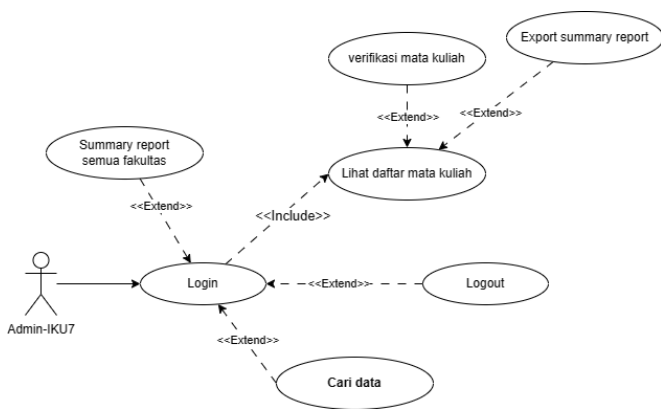 Export summary report
verifikasi mata kuliah
<<Extend>>
<<Extend>>
Summary report
semua fakultas
Lihat daftar mata kuliah
<<Extend>>
<<Include>>
Login
<<Extend>>
Logout
Admin-IKU7
<<Extend>>
Cari data